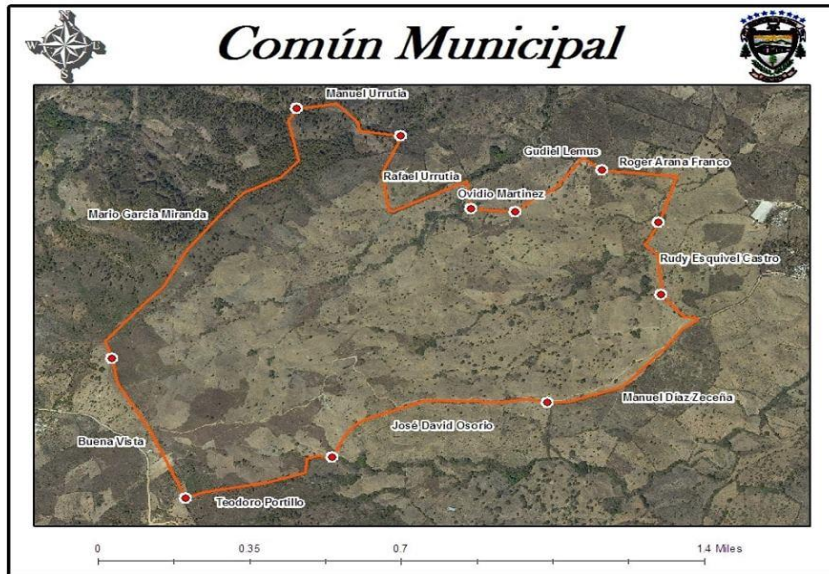 Común Municipal
N
W
E
S
Manuel Urrutia
Gudiel Lemus
Roger Arana Franco
Rafael Urrutia
Ovidio Martinez
Mario Garcia Miranda
Rudy Esquivel Castro
Manuel Díaz Zeceña
José David Osorio
Buena Vista
Teodoro Portillo
0 0.35 0.7 1.4 Miles